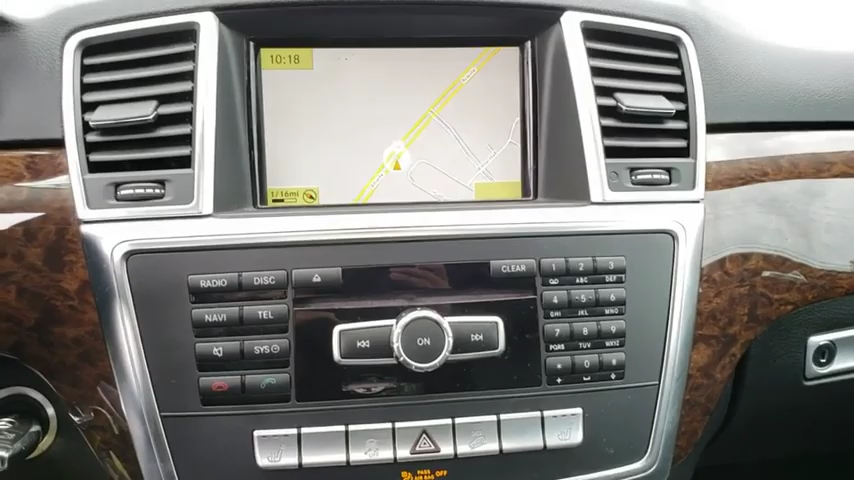 10:18
1/16mi
RADIO DISC
NAVI TEL
SYS
CLEAR
ON
1 2 3
ABC DEF
4 5 6
GHI JKL MNO
7 8 9
PQRS TUV WXYZ
* 0 #
OFF
PASS AIR BAG OFF